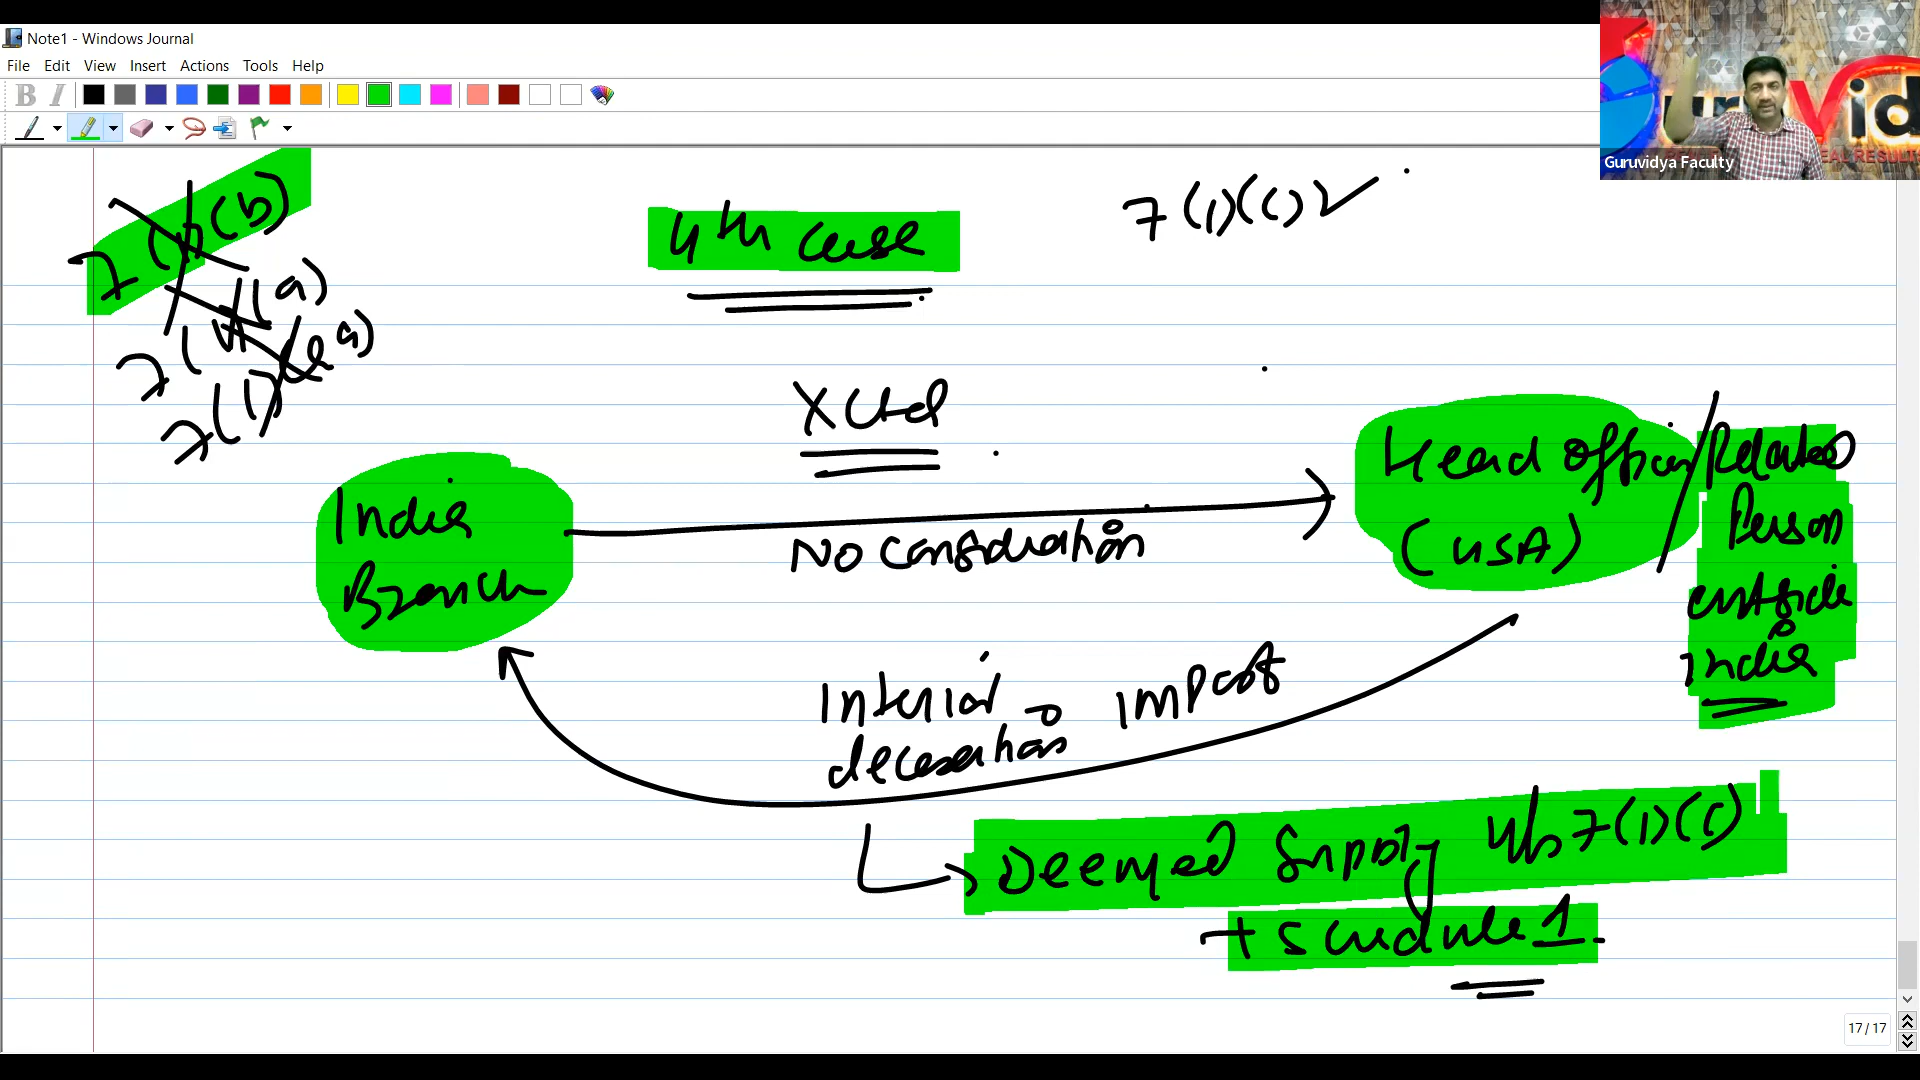 Note1 - Windows Journal
File Edit View Insert Actions Tools Help
B I
Guruvidya Faculty
7(1)(b)
7(1)(a)
7(1)(aa)
4th case
7(1)(c)
X Ltd
India
Branch
No consideration
Head office / Related
(USA)
Person
outside
India
Interior
decoration
import
Deemed supply u/s 7(1)(c)
+ schedule 1.
17 / 17